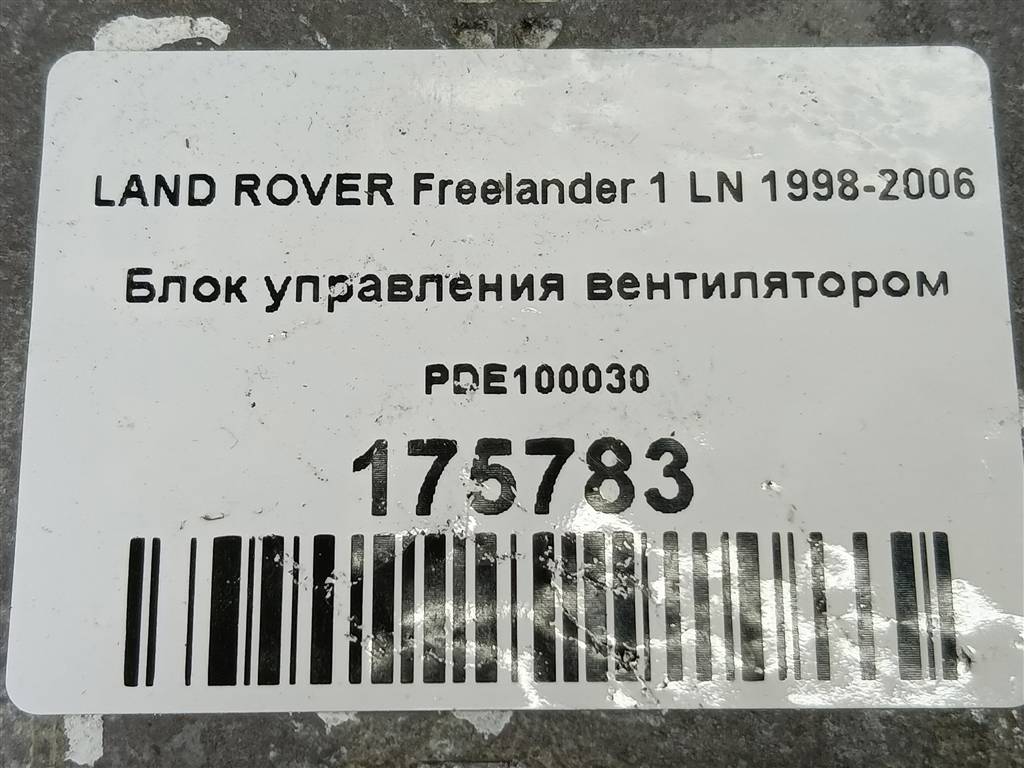 LAND ROVER Freelander 1 LN 1998-2006
Блок управления вентилятором
PDE100030
175783